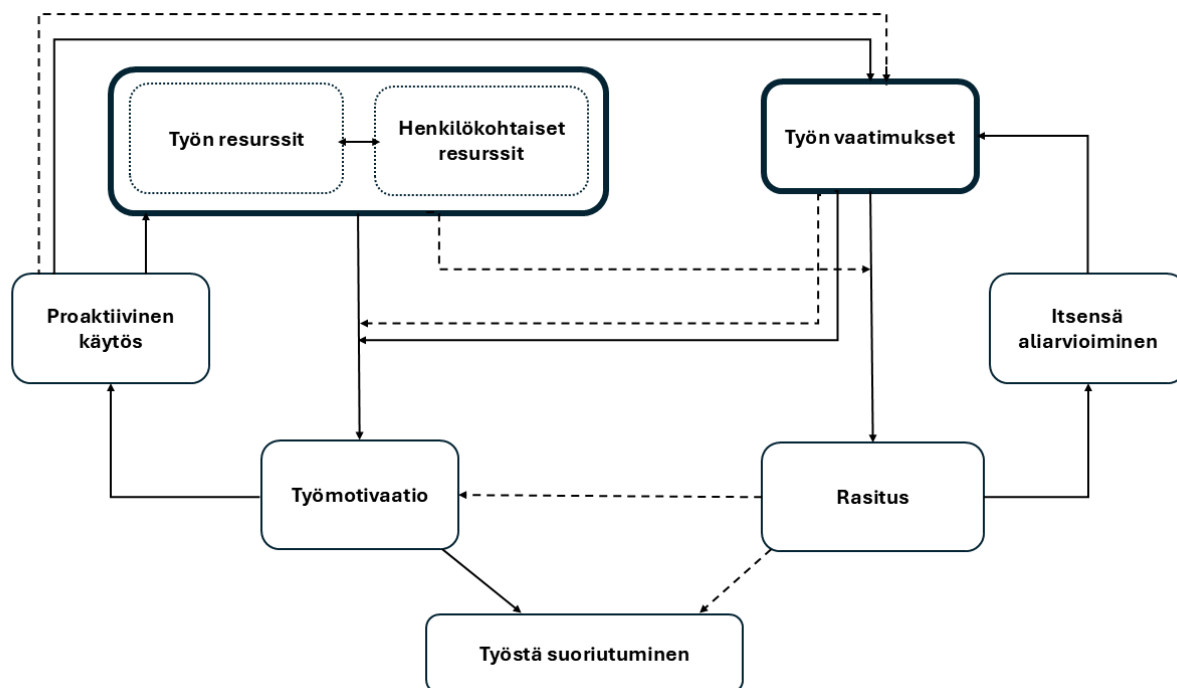 Työn resurssit
Henkilökohtaiset
resurssit
Työn vaatimukset
Proaktiivinen
käytös
Itsensä
aliarvioiminen
Työmotivaatio
Rasitus
Työstä suoriutuminen